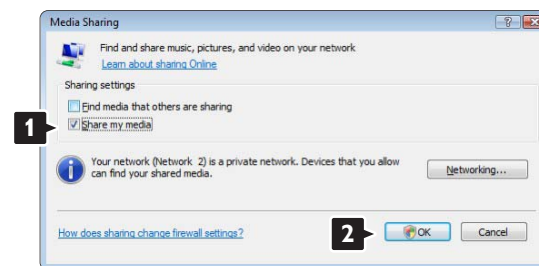 Media Sharing
Find and share music, pictures, and video on your network
Learn about sharing Online
Sharing settings
Find media that others are sharing
1
Share my media
Your network (Network 2) is a private network. Devices that you allow
can find your shared media.
Networking...
How does sharing change firewall settings?
2
OK
Cancel